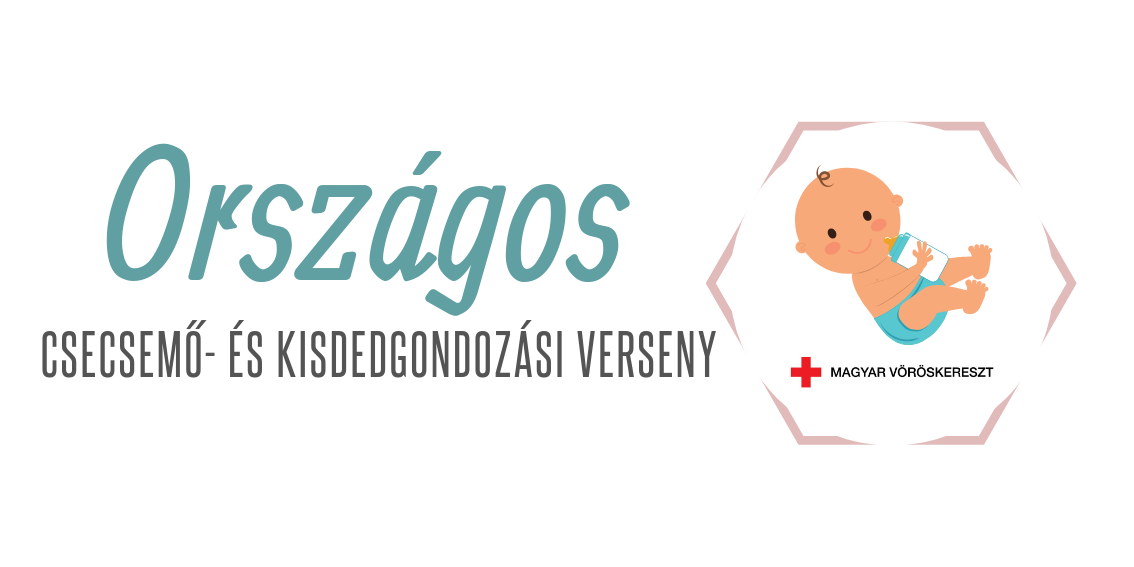 Országos
CSECSEMŐ- ÉS KISDEDGONDOZÁSI VERSENY
MAGYAR VÖRÖSKERESZT